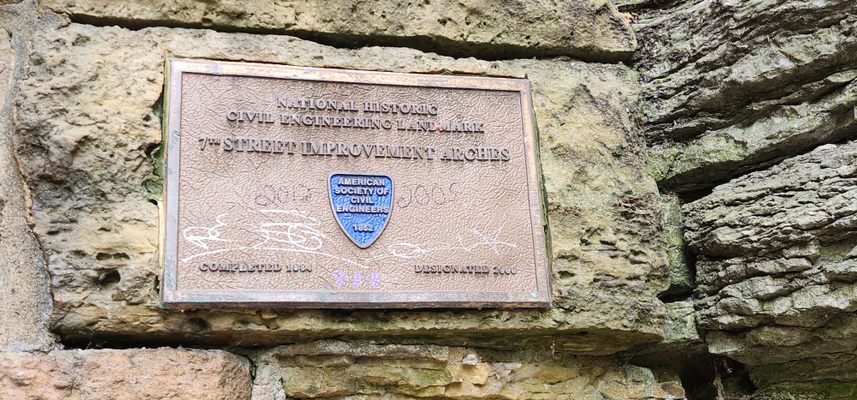 NATIONAL HISTORIC
CIVIL ENGINEERING LANDMARK
7TH STREET IMPROVEMENT ARCHES
AMERICAN
SOCIETY OF
CIVIL
ENGINEERS
1852
COMPLETED 1884
DESIGNATED 2000